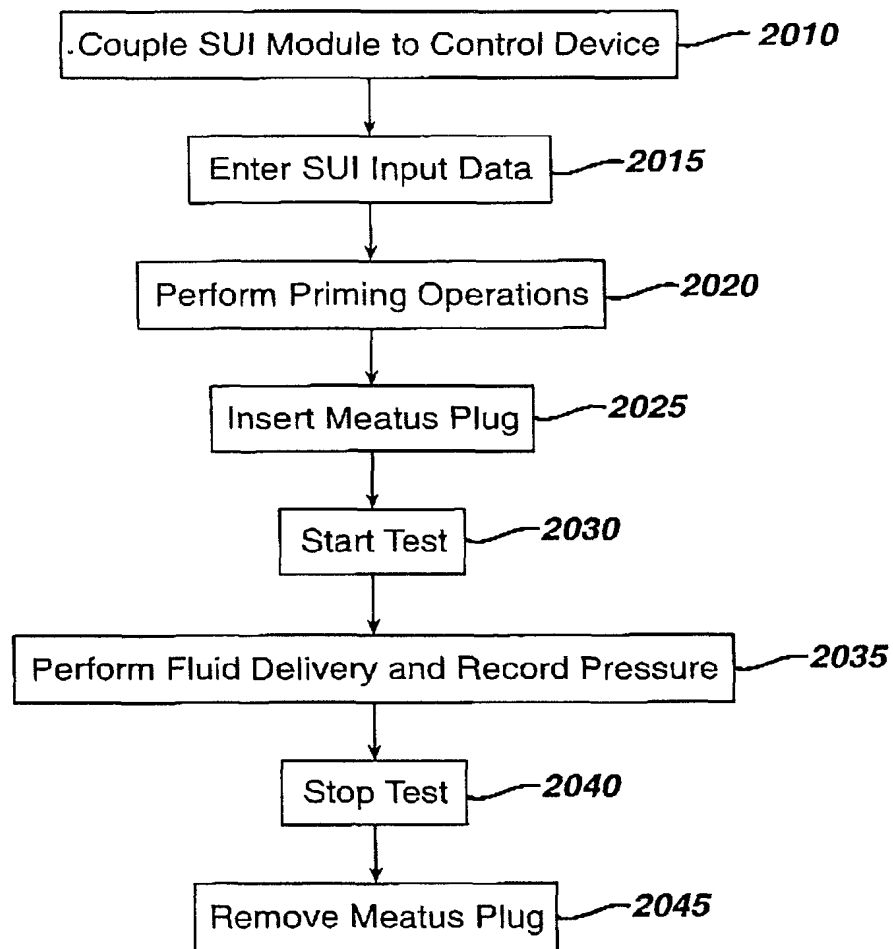 .Couple SUI Module to Control Device 2010
Enter SUI Input Data 2015
Perform Priming Operations 2020
Insert Meatus Plug 2025
Start Test 2030
Perform Fluid Delivery and Record Pressure 2035
Stop Test 2040
Remove Meatus Plug 2045